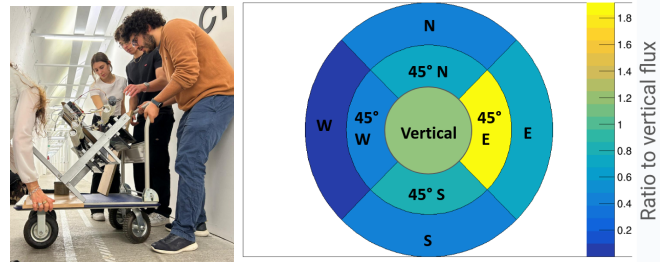 N
45° N
W
45°
W
Vertical
45°
E
E
45° S
S
1.8
1.6
1.4
1.2
1
0.8
0.6
0.4
0.2
Ratio to vertical flux